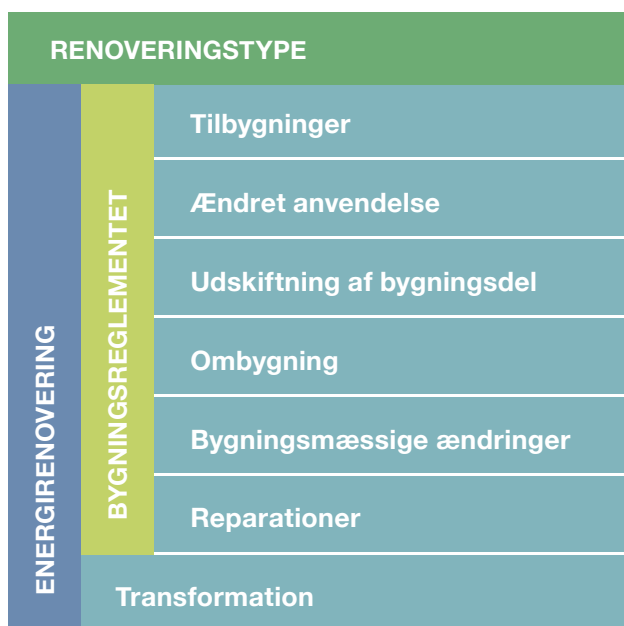 RENOVERINGSTYPE
ENERGIRENOVERING
BYGNINGSREGLEMENTET
Tilbygninger
Ændret anvendelse
Udskiftning af bygningsdel
Ombygning
Bygningsmæssige ændringer
Reparationer
Transformation